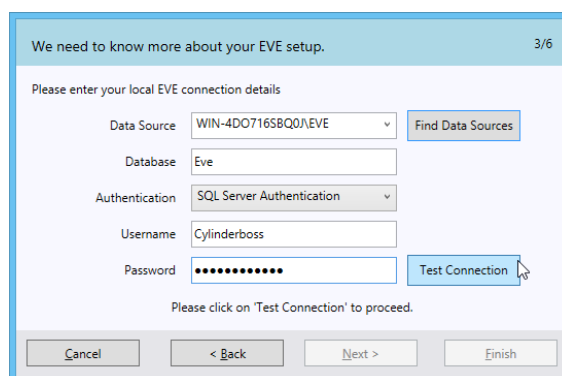 We need to know more about your EVE setup. 3/6
Please enter your local EVE connection details
Data Source WIN-4DO716SBQ0J\EVE Find Data Sources
Database Eve
Authentication SQL Server Authentication
Username Cylinderboss
Password ●●●●●●●●●●●● Test Connection
Please click on 'Test Connection' to proceed.
Cancel < Back Next > Finish